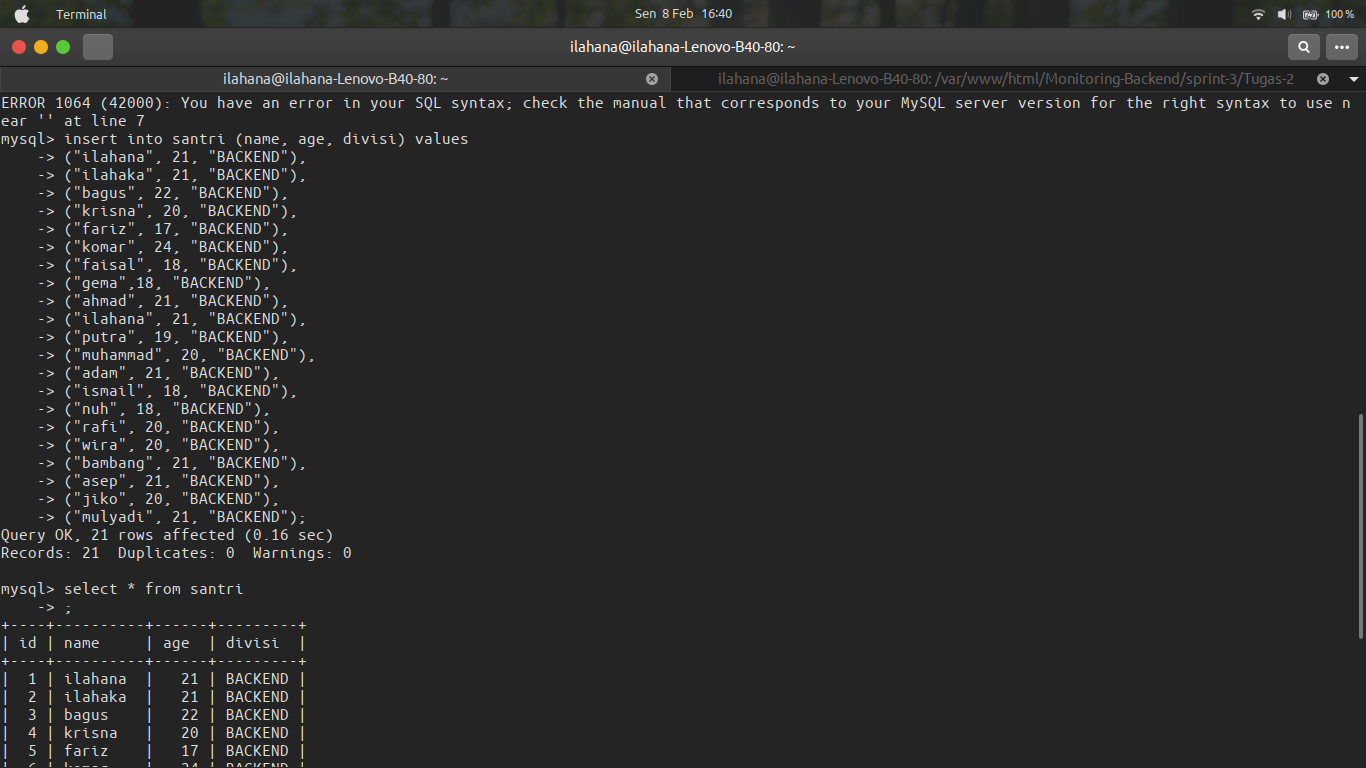 Terminal
Sen 8 Feb 16:40
100 %
ilahana@ilahana-Lenovo-B40-80: ~
ilahana@ilahana-Lenovo-B40-80: ~
ilahana@ilahana-Lenovo-B40-80: /var/www/html/Monitoring-Backend/sprint-3/Tugas-2
ERROR 1064 (42000): You have an error in your SQL syntax; check the manual that corresponds to your MySQL server version for the right syntax to use n
ear '' at line 7
mysql> insert into santri (name, age, divisi) values
    -> ("ilahana", 21, "BACKEND"),
    -> ("ilahaka", 21, "BACKEND"),
    -> ("bagus", 22, "BACKEND"),
    -> ("krisna", 20, "BACKEND"),
    -> ("fariz", 17, "BACKEND"),
    -> ("komar", 24, "BACKEND"),
    -> ("faisal", 18, "BACKEND"),
    -> ("gema",18, "BACKEND"),
    -> ("ahmad", 21, "BACKEND"),
    -> ("ilahana", 21, "BACKEND"),
    -> ("putra", 19, "BACKEND"),
    -> ("muhammad", 20, "BACKEND"),
    -> ("adam", 21, "BACKEND"),
    -> ("ismail", 18, "BACKEND"),
    -> ("nuh", 18, "BACKEND"),
    -> ("rafi", 20, "BACKEND"),
    -> ("wira", 20, "BACKEND"),
    -> ("bambang", 21, "BACKEND"),
    -> ("asep", 21, "BACKEND"),
    -> ("jiko", 20, "BACKEND"),
    -> ("mulyadi", 21, "BACKEND");
Query OK, 21 rows affected (0.16 sec)
Records: 21  Duplicates: 0  Warnings: 0
mysql> select * from santri
    -> ;
+----+----------+------+---------+
| id | name     | age  | divisi  |
+----+----------+------+---------+
|  1 | ilahana  |   21 | BACKEND |
|  2 | ilahaka  |   21 | BACKEND |
|  3 | bagus    |   22 | BACKEND |
|  4 | krisna   |   20 | BACKEND |
|  5 | fariz    |   17 | BACKEND |